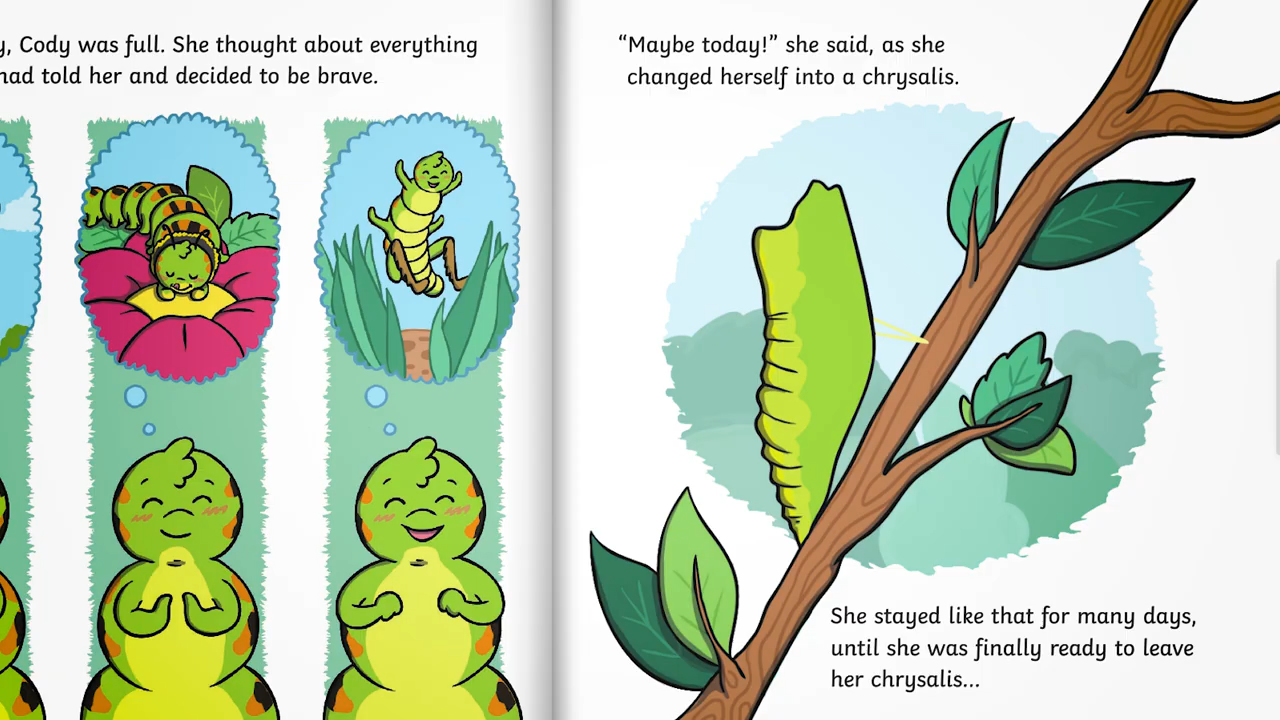 y, Cody was full. She thought about everything
had told her and decided to be brave.
“Maybe today!” she said, as she
changed herself into a chrysalis.
She stayed like that for many days,
until she was finally ready to leave
her chrysalis...